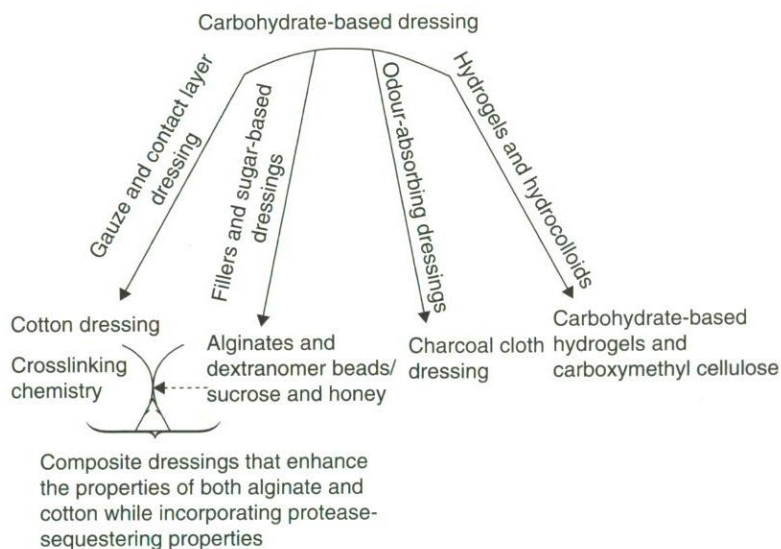 Carbohydrate-based dressing
Gauze and contact layer
dressing
Fillers and sugar-based
dressings
Odour-absorbing dressings
Hydrogels and hydrocolloids
Cotton dressing
Crosslinking
chemistry
Alginates and
dextranomer beads/
sucrose and honey
Charcoal cloth
dressing
Carbohydrate-based
hydrogels and
carboxymethyl cellulose
Composite dressings that enhance
the properties of both alginate and
cotton while incorporating protease-
sequestering properties